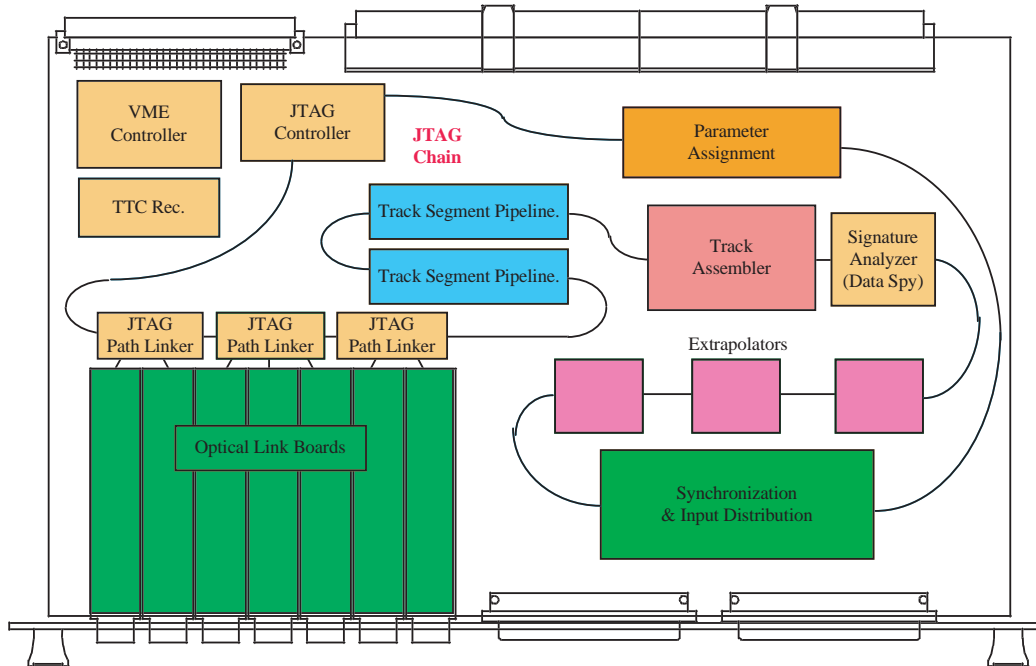 VME
Controller
JTAG
Controller
JTAG
Chain
Parameter
Assignment
TTC Rec.
Track Segment Pipeline.
Track Segment Pipeline.
Track
Assembler
Signature
Analyzer
(Data Spy)
JTAG
Path Linker
JTAG
Path Linker
JTAG
Path Linker
Extrapolators
Optical Link Boards
Synchronization
& Input Distribution